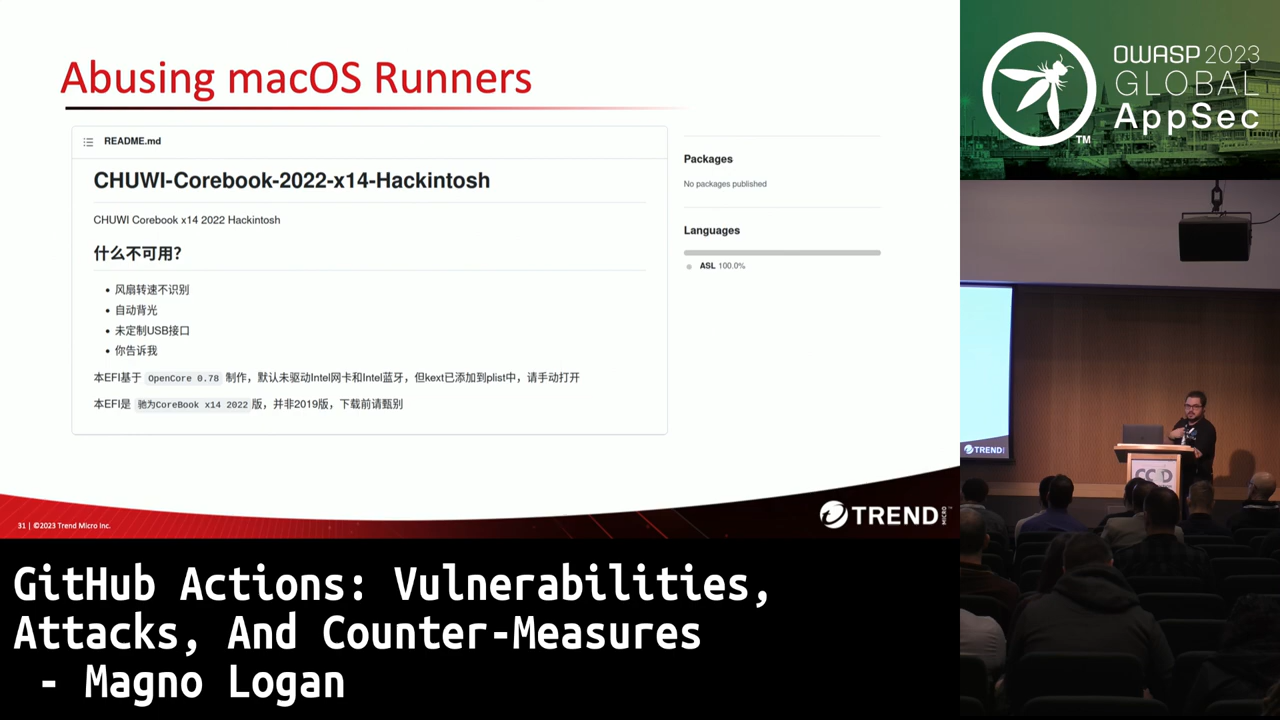 Abusing macOS Runners
README.md
CHUWI-Corebook-2022-x14-Hackintosh
CHUWI Corebook x14 2022 Hackintosh
什么不可用?
风扇转速不识别
自动背光
未定制USB接口
你告诉我
本EFI基于 OpenCore 0.78 制作，默认未驱动Intel网卡和Intel蓝牙，但kext已添加到plist中，请手动打开
本EFI是 驰为CoreBook x14 2022 版，并非2019版，下载前请甄别
Packages
No packages published
Languages
ASL 100.0%
31 | ©2023 Trend Micro Inc.
TREND MICRO
OWASP 2023
GLOBAL
AppSec
TM
TREND
GitHub Actions: Vulnerabilities,
Attacks, And Counter-Measures
- Magno Logan